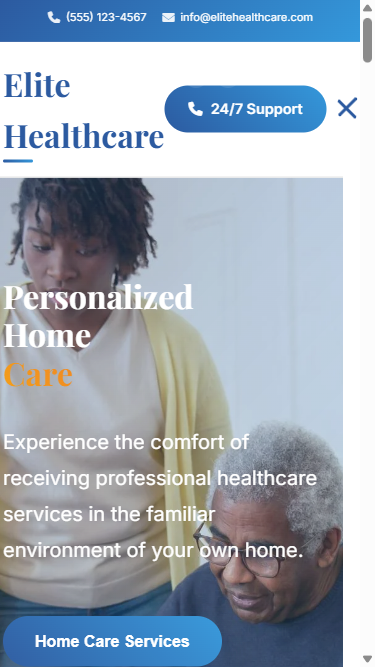 (555) 123-4567 info@elitehealthcare.com
Elite
Healthcare
24/7 Support
Personalized
Home
Care
Experience the comfort of
receiving professional healthcare
services in the familiar
environment of your own home.
Home Care Services